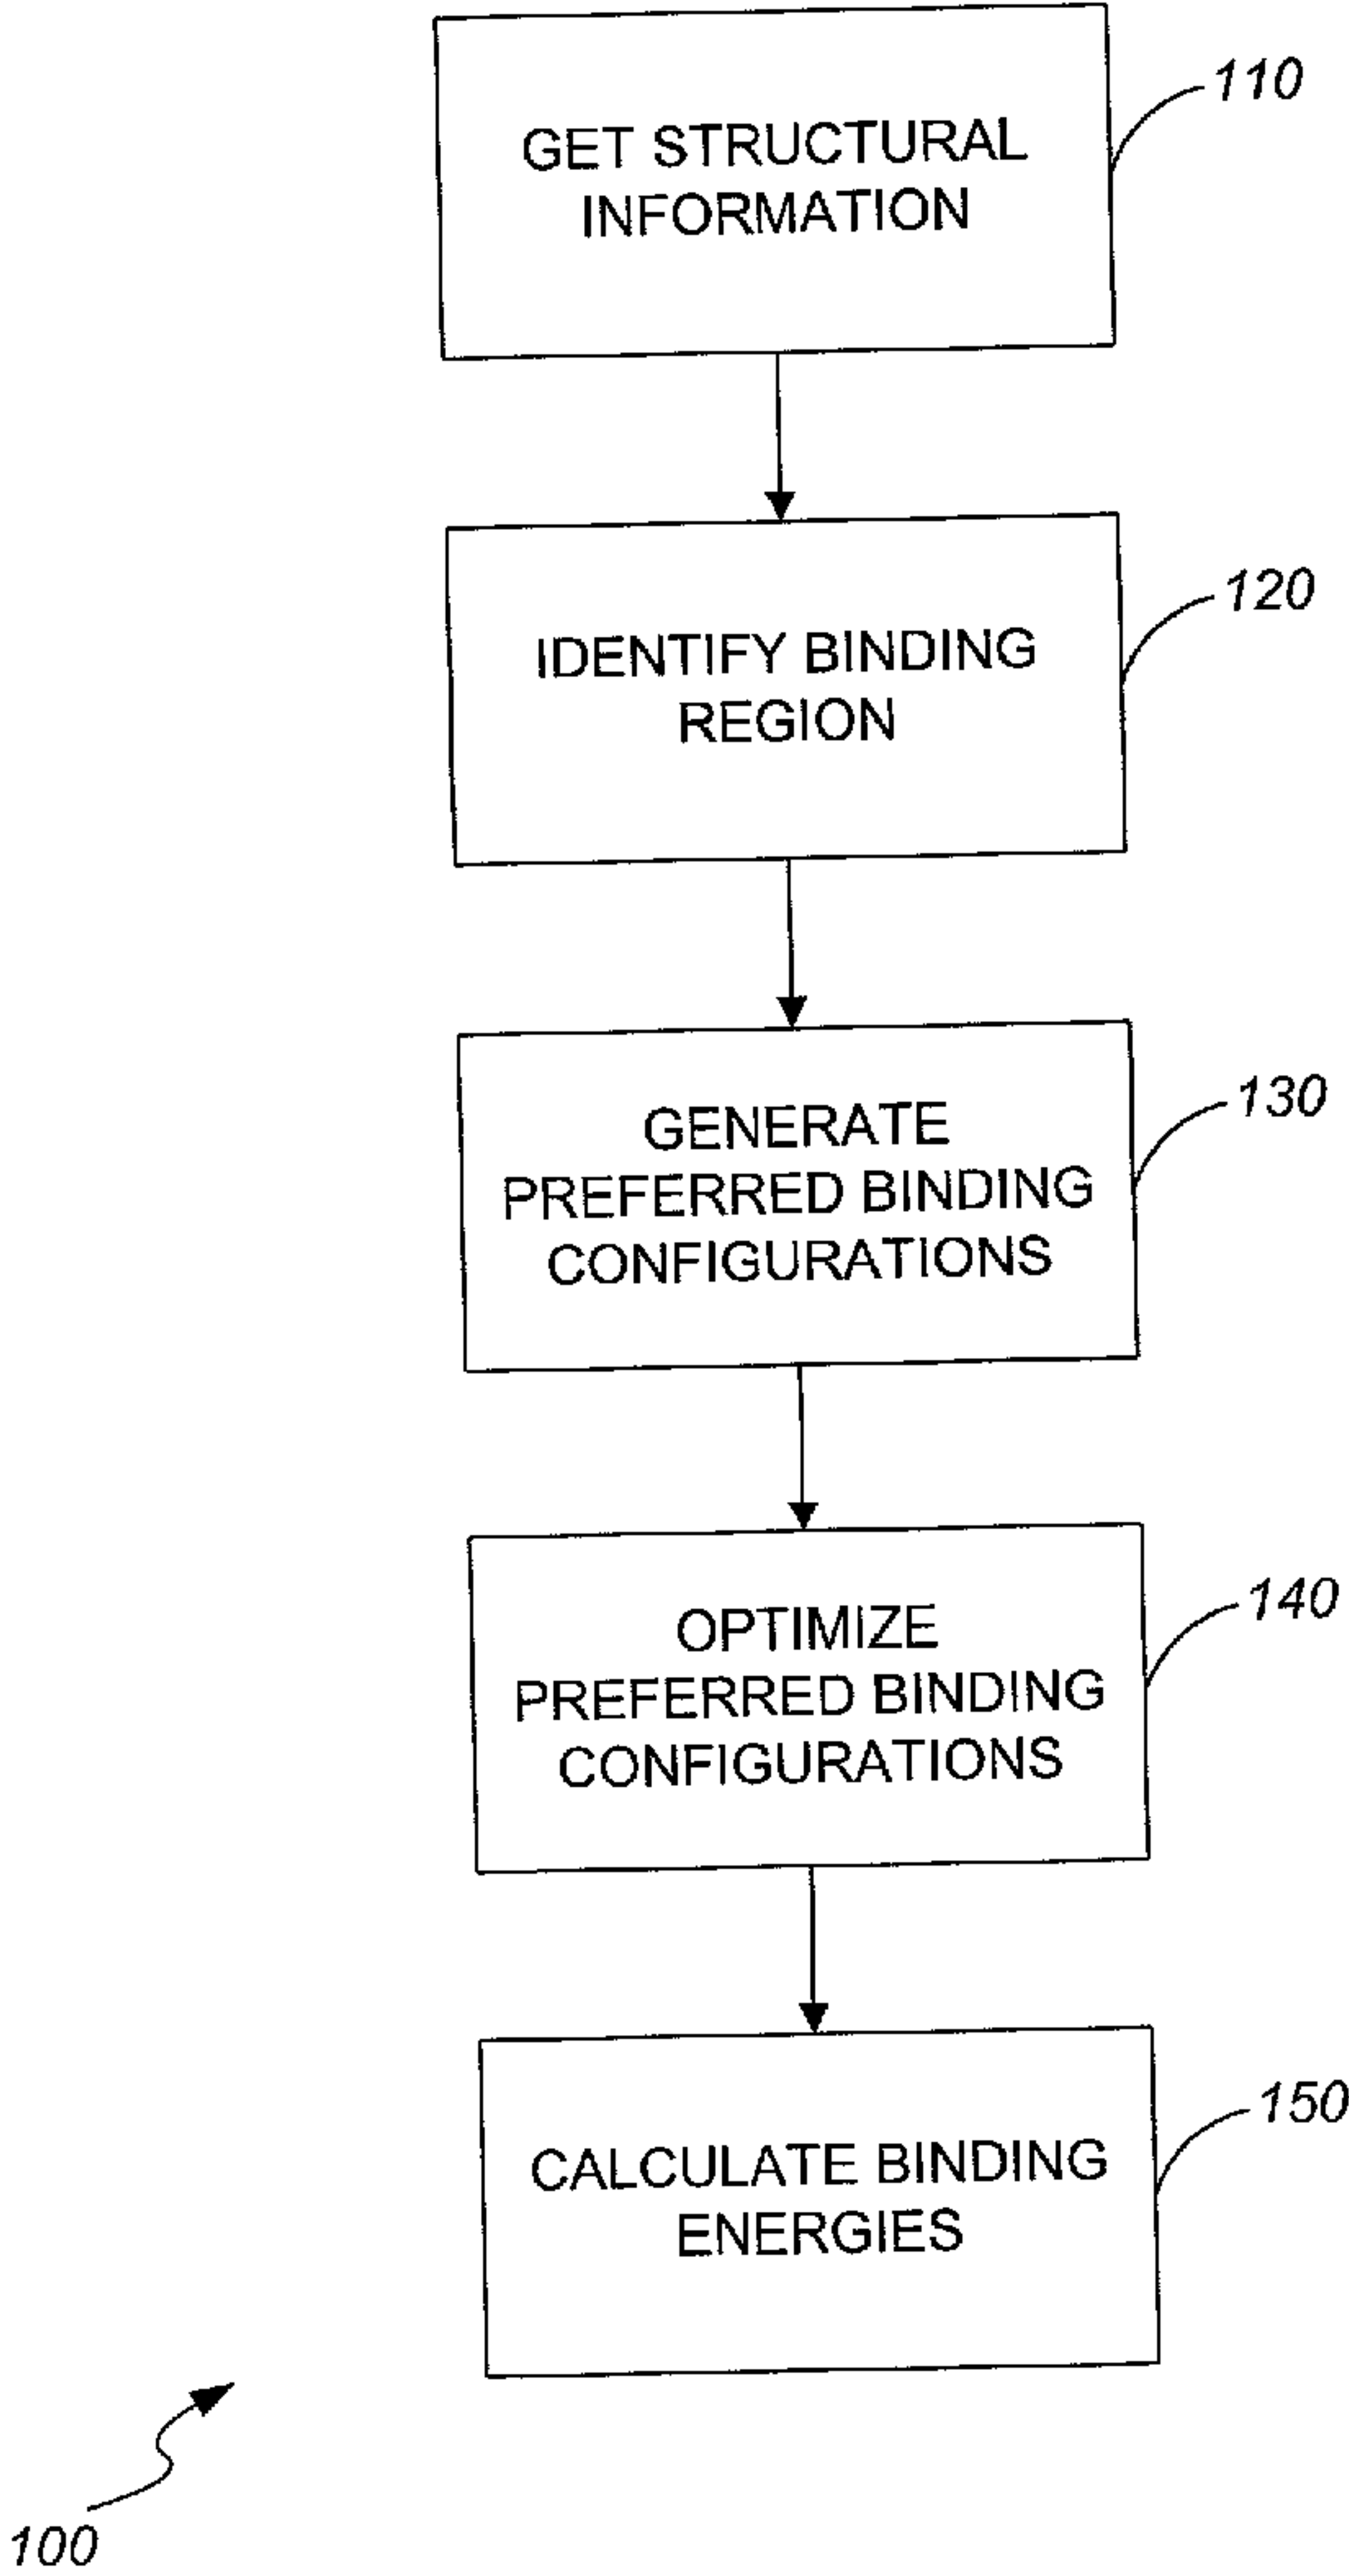 110
GET STRUCTURAL
INFORMATION
120
IDENTIFY BINDING
REGION
130
GENERATE
PREFERRED BINDING
CONFIGURATIONS
140
OPTIMIZE
PREFERRED BINDING
CONFIGURATIONS
150
CALCULATE BINDING
ENERGIES
100